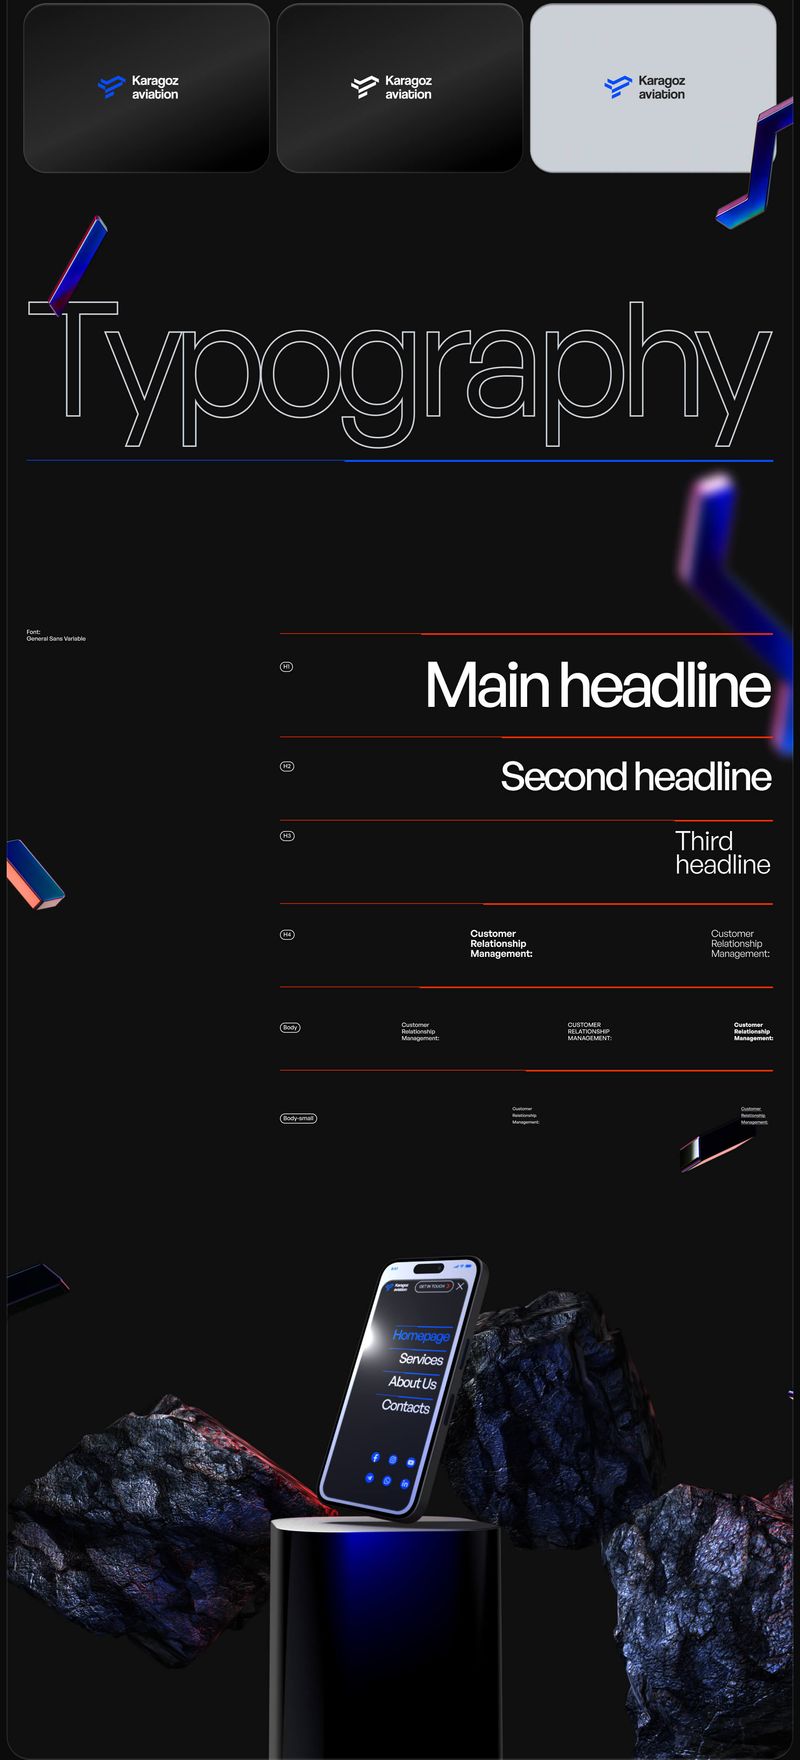 Karagoz
aviation
Karagoz
aviation
Karagoz
aviation
Typography
Font:
General Sans Variable
H1
Main headline
H2
Second headline
H3
Third
headline
H4
Customer
Relationship
Management:
Customer
Relationship
Management:
Body
Customer
Relationship
Management:
CUSTOMER
RELATIONSHIP
MANAGEMENT:
Customer
Relationship
Management:
Body-small
Customer
Relationship
Management:
Customer
Relationship
Management:
9:41
Karagoz
aviation
GET IN TOUCH
Homepage
Services
About Us
Contacts